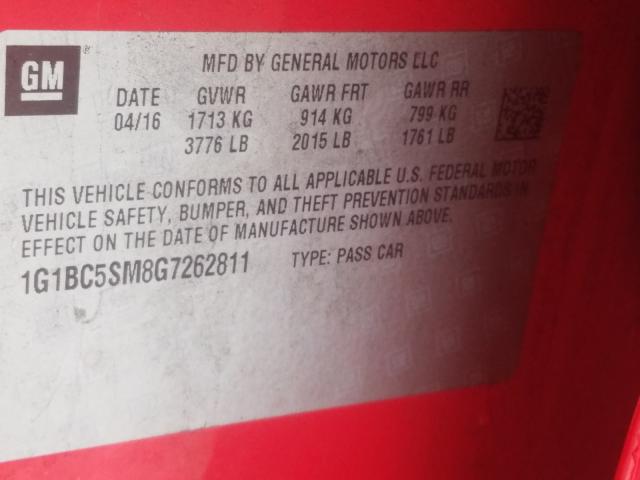 GM
MFD BY GENERAL MOTORS LLC
DATE GVWR GAWR FRT GAWR RR
04/16 1713 KG 914 KG 799 KG
3776 LB 2015 LB 1761 LB
THIS VEHICLE CONFORMS TO ALL APPLICABLE U.S. FEDERAL MOTOR
VEHICLE SAFETY, BUMPER, AND THEFT PREVENTION STANDARDS IN
EFFECT ON THE DATE OF MANUFACTURE SHOWN ABOVE.
1G1BC5SM8G7262811 TYPE: PASS CAR